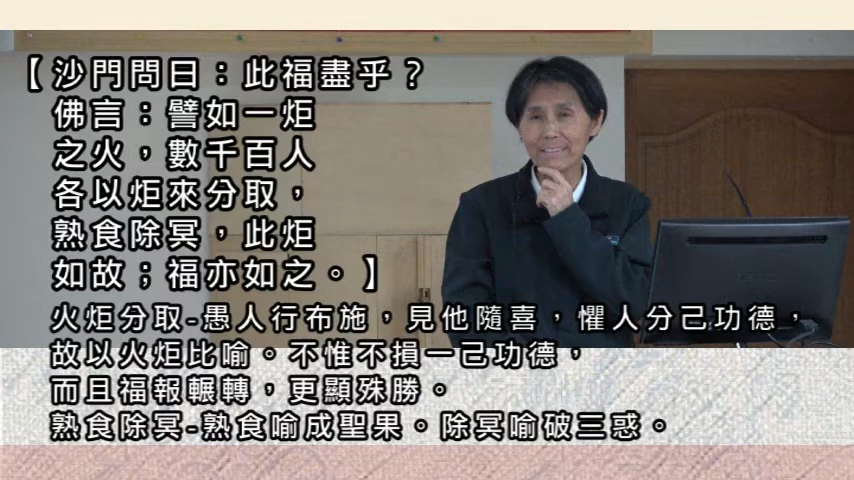 【沙門問曰：此福盡乎？
佛言：譬如一炬
之火，數千百人
各以炬來分取，
熟食除冥，此炬
如故；福亦如之。】
火炬分取-愚人行布施，見他隨喜，懼人分己功德，
故以火炬比喻。不惟不損一己功德，
而且福報輾轉，更顯殊勝。
熟食除冥-熟食喻成聖果。除冥喻破三惑。